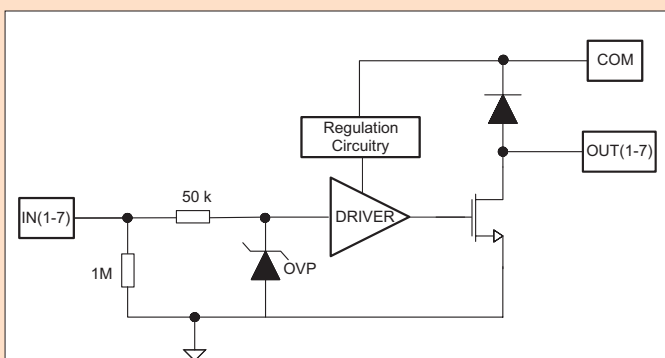 COM
Regulation
Circuitry
OUT(1-7)
50 k
IN(1-7)
DRIVER
1M
OVP